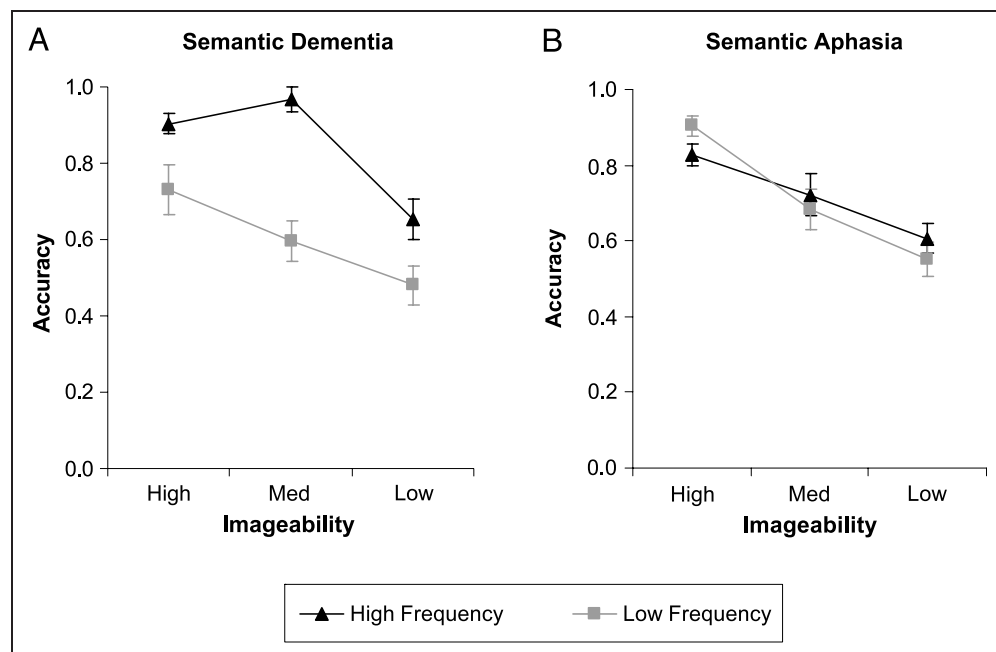 A
Semantic Dementia
1.0
0.8
0.6
0.4
0.2
0.0
Accuracy
High Med Low
Imageability
B
Semantic Aphasia
1.0
0.8
0.6
0.4
0.2
0.0
Accuracy
High Med Low
Imageability
High Frequency
Low Frequency